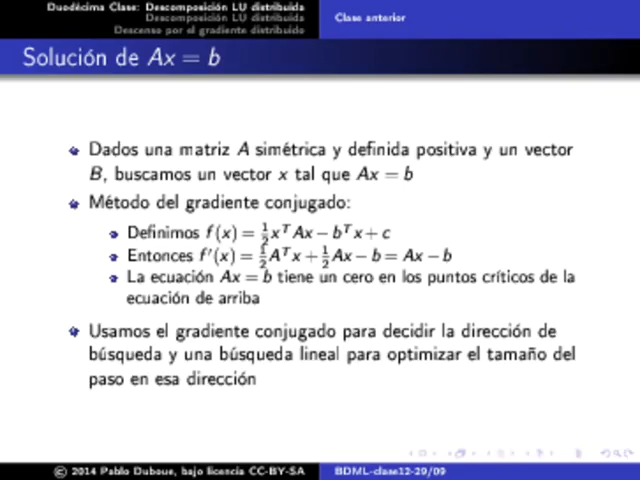 Duodécima Clase: Descomposición LU distribuida
Descomposición LU distribuida
Descenso por el gradiente distribuido
Clase anterior
Solución de Ax = b
Dados una matriz A simétrica y definida positiva y un vector
B, buscamos un vector x tal que Ax = b
Método del gradiente conjugado:
Definimos f(x) = ½xᵀAx − bᵀx + c
Entonces f′(x) = ½Aᵀx + ½Ax − b = Ax − b
La ecuación Ax = b tiene un cero en los puntos críticos de la
ecuación de arriba
Usamos el gradiente conjugado para decidir la dirección de
búsqueda y una búsqueda lineal para optimizar el tamaño del
paso en esa dirección
© 2014 Pablo Duboue, bajo licencia CC-BY-SA
BDML-clase12-29/09